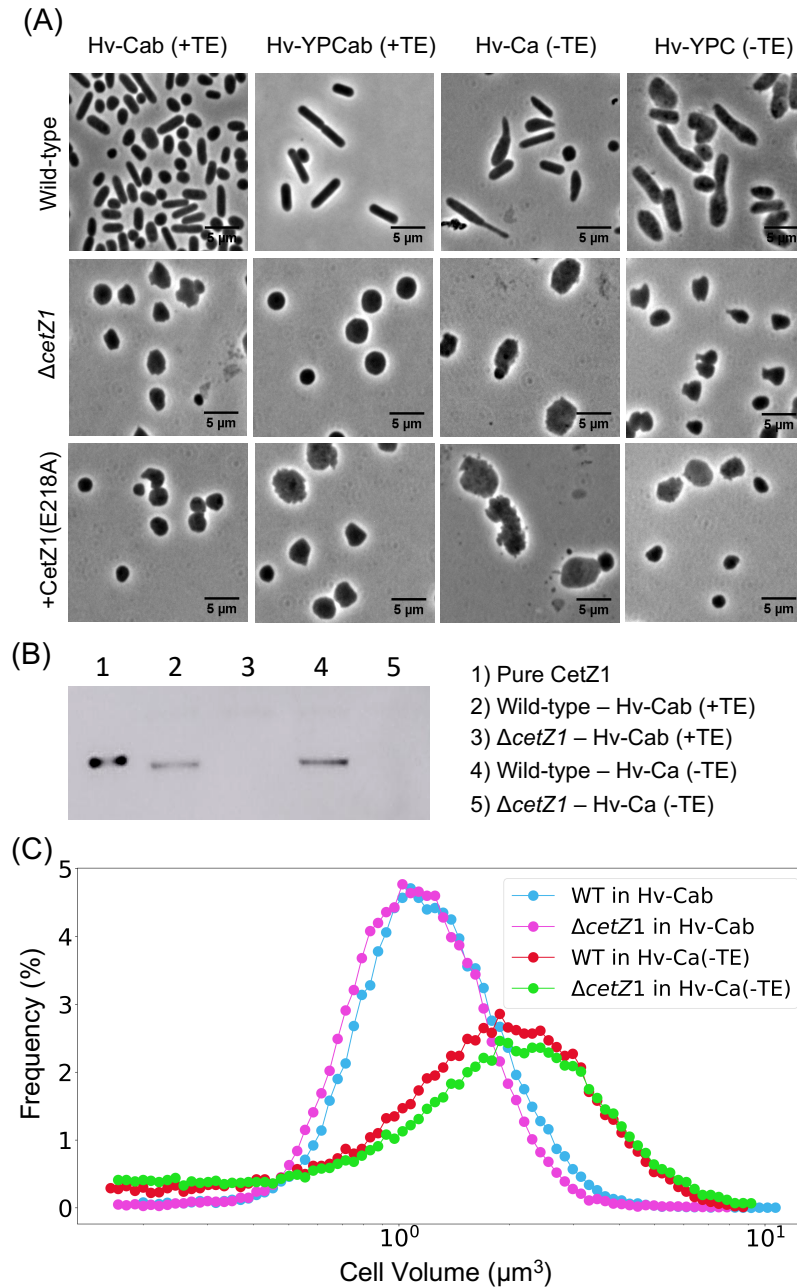 (A)
Hv-Cab (+TE) Hv-YPCab (+TE) Hv-Ca (-TE) Hv-YPC (-TE)
Wild-type
5 µm 5 µm 5 µm 5 µm
ΔcetZ1
5 µm 5 µm 5 µm 5 µm
+CetZ1(E218A)
5 µm 5 µm 5 µm 5 µm
(B)
1 2 3 4 5
1) Pure CetZ1
2) Wild-type – Hv-Cab (+TE)
3) ΔcetZ1 – Hv-Cab (+TE)
4) Wild-type – Hv-Ca (-TE)
5) ΔcetZ1 – Hv-Ca (-TE)
(C)
Frequency (%)
5
4
3
2
1
0
WT in Hv-Cab
ΔcetZ1 in Hv-Cab
WT in Hv-Ca(-TE)
ΔcetZ1 in Hv-Ca(-TE)
10⁰ 10¹
Cell Volume (µm³)